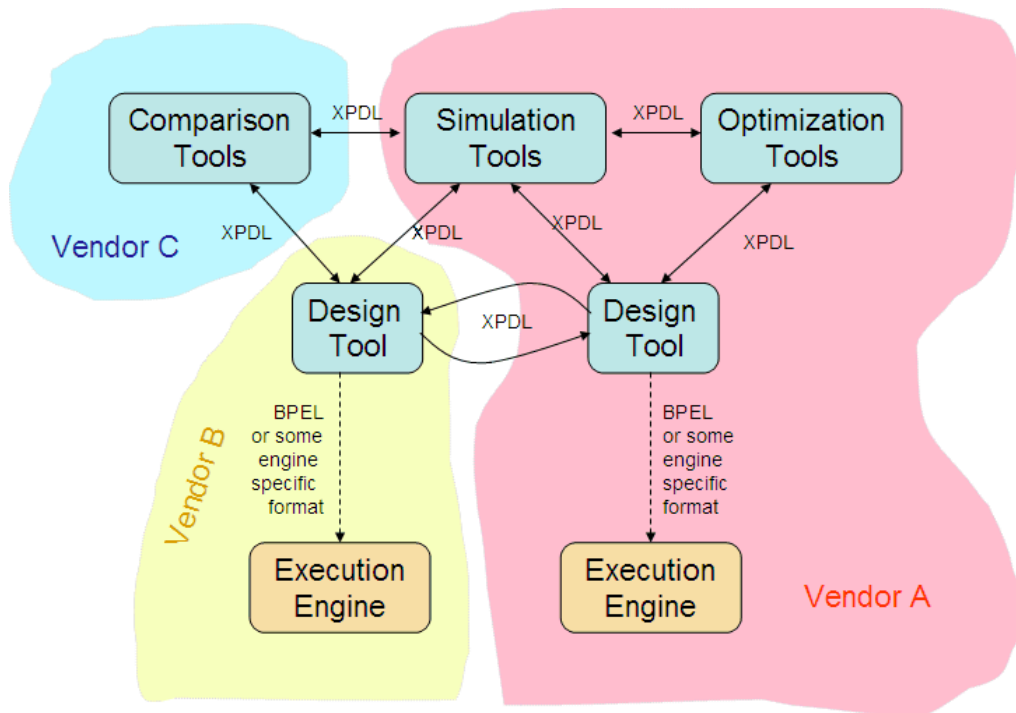 XPDL
XPDL
Comparison
Tools
Simulation
Tools
Optimization
Tools
XPDL
XPDL
XPDL
XPDL
Vendor C
Design
Tool
XPDL
Design
Tool
BPEL
or some
engine
specific
format
BPEL
or some
engine
specific
format
Vendor B
Execution
Engine
Execution
Engine
Vendor A